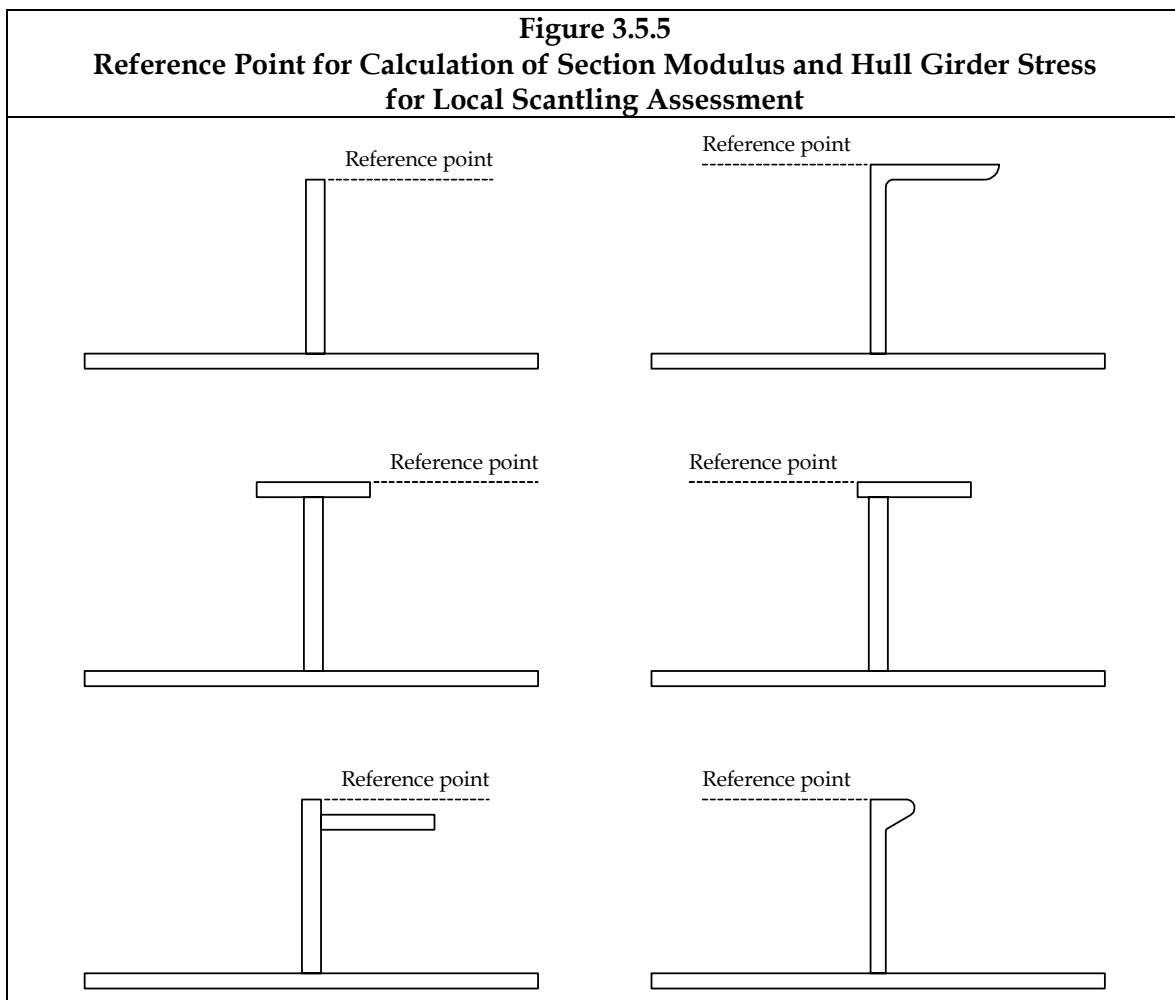 Figure 3.5.5
Reference Point for Calculation of Section Modulus and Hull Girder Stress
for Local Scantling Assessment
Reference point
Reference point
Reference point
Reference point
Reference point
Reference point